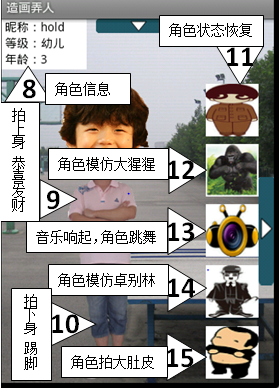 造画弄人
昵称：hold
等级：幼儿
年龄：3
角色状态恢复
11
8
角色信息
拍上身 恭喜发财
9
角色模仿大猩猩
12
音乐响起，角色跳舞
13
角色模仿卓别林
14
拍下身 踢脚
10
角色拍大肚皮
15